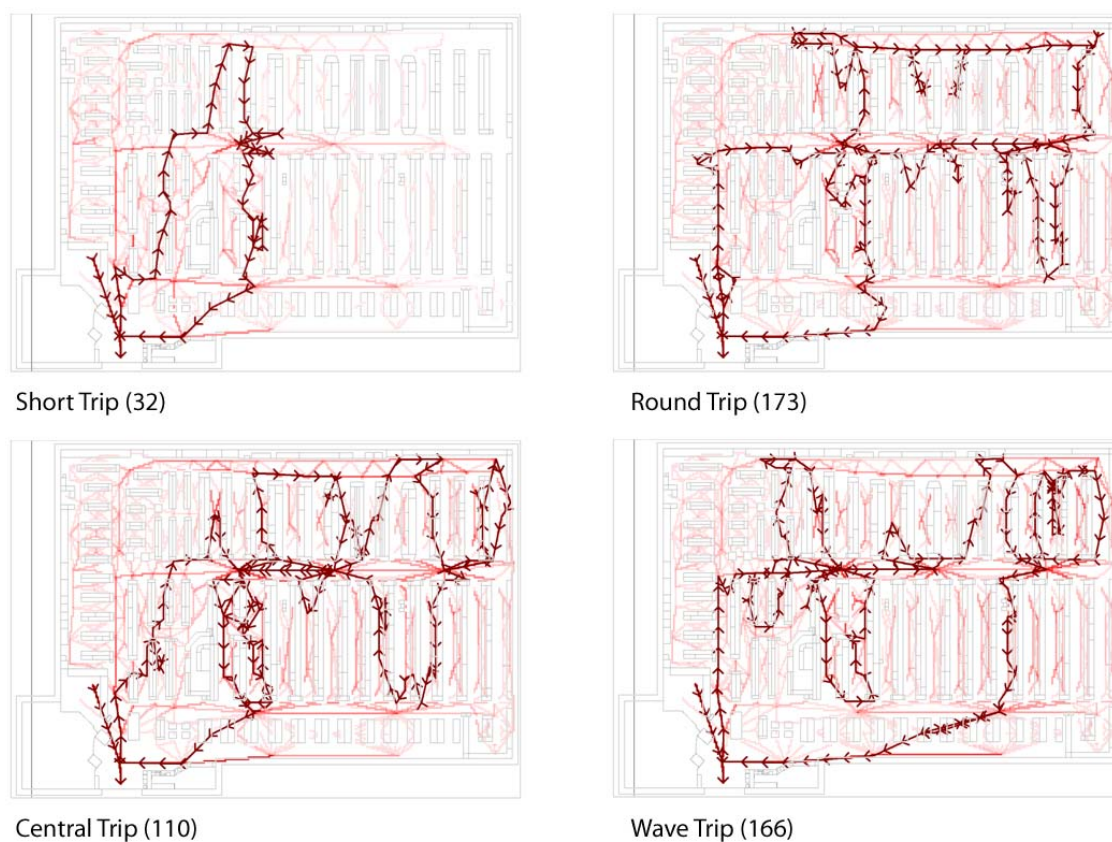 Short Trip (32)
Round Trip (173)
Central Trip (110)
Wave Trip (166)